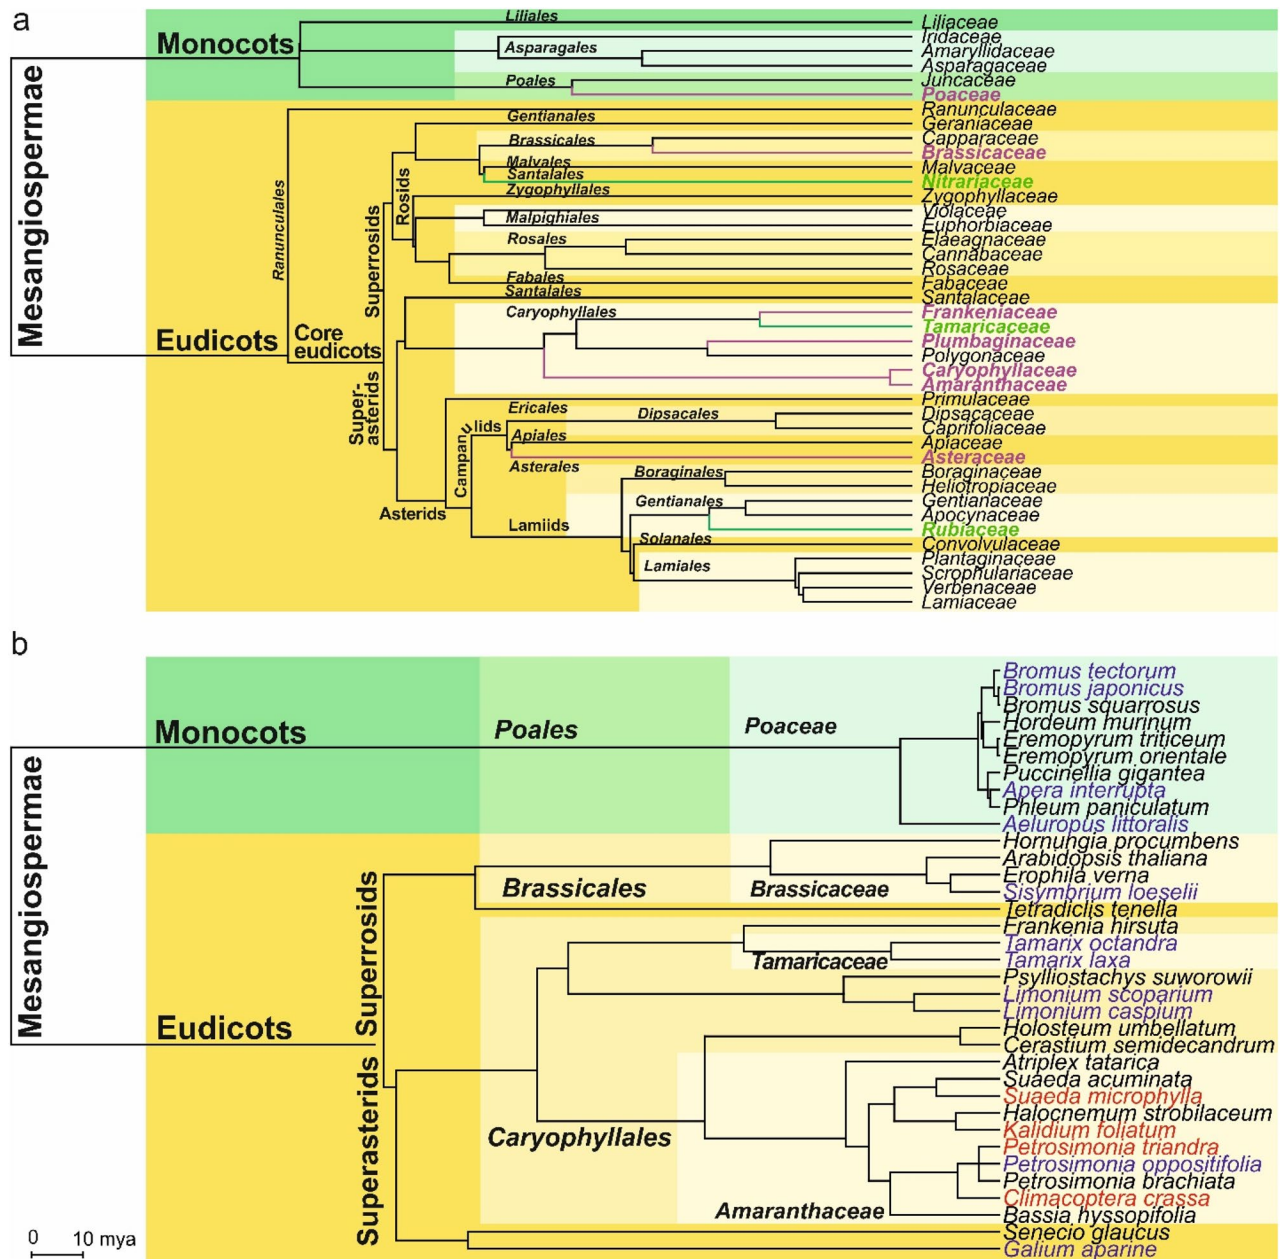 a
Mesangiospermae
Monocots
Liliales
Liliaceae
Iridaceae
Asparagales
Amaryllidaceae
Asparagaceae
Poales
Juncaceae
Poaceae
Eudicots
Ranunculales
Ranunculaceae
Core
eudicots
Superrosids
Rosids
Gentianales
Geraniaceae
Brassicales
Capparaceae
Brassicaceae
Malvales
Malvaceae
Santalales
Nitrariaceae
Zygophyllales
Zygophyllaceae
Violaceae
Malpighiales
Euphorbiaceae
Rosales
Elaeagnaceae
Cannabaceae
Rosaceae
Fabales
Fabaceae
Santalales
Santalaceae
Super-
asterids
Caryophyllales
Frankeniaceae
Tamaricaceae
Plumbaginaceae
Polygonaceae
Caryophyllaceae
Amaranthaceae
Primulaceae
Asterids
Campanulids
Ericales
Dipsacales
Dipsacaceae
Caprifoliaceae
Apiales
Apiaceae
Asterales
Asteraceae
Lamiids
Boraginales
Boraginaceae
Heliotropiaceae
Gentianales
Gentianaceae
Apocynaceae
Rubiaceae
Solanales
Convolvulaceae
Lamiales
Plantaginaceae
Scrophulariaceae
Verbenaceae
Lamiaceae
b
Mesangiospermae
Monocots
Poales
Poaceae
Bromus tectorum
Bromus japonicus
Bromus squarrosus
Hordeum murinum
Eremopyrum triticeum
Eremopyrum orientale
Puccinellia gigantea
Apera interrupta
Phleum paniculatum
Aeluropus littoralis
Eudicots
Superrosids
Brassicales
Brassicaceae
Hornungia procumbens
Arabidopsis thaliana
Erophila verna
Sisymbrium loeselii
Tetradiclis tenella
Superasterids
Caryophyllales
Frankenia hirsuta
Tamaricaceae
Tamarix octandra
Tamarix laxa
Psylliostachys suworowii
Limonium scoparium
Limonium caspium
Holosteum umbellatum
Cerastium semidecandrum
Amaranthaceae
Atriplex tatarica
Suaeda acuminata
Suaeda microphylla
Halocnemum strobilaceum
Kalidium foliatum
Petrosimonia triandra
Petrosimonia oppositifolia
Petrosimonia brachiata
Climacoptera crassa
Bassia hyssopifolia
Senecio glaucus
Galium aparine
0 10 mya